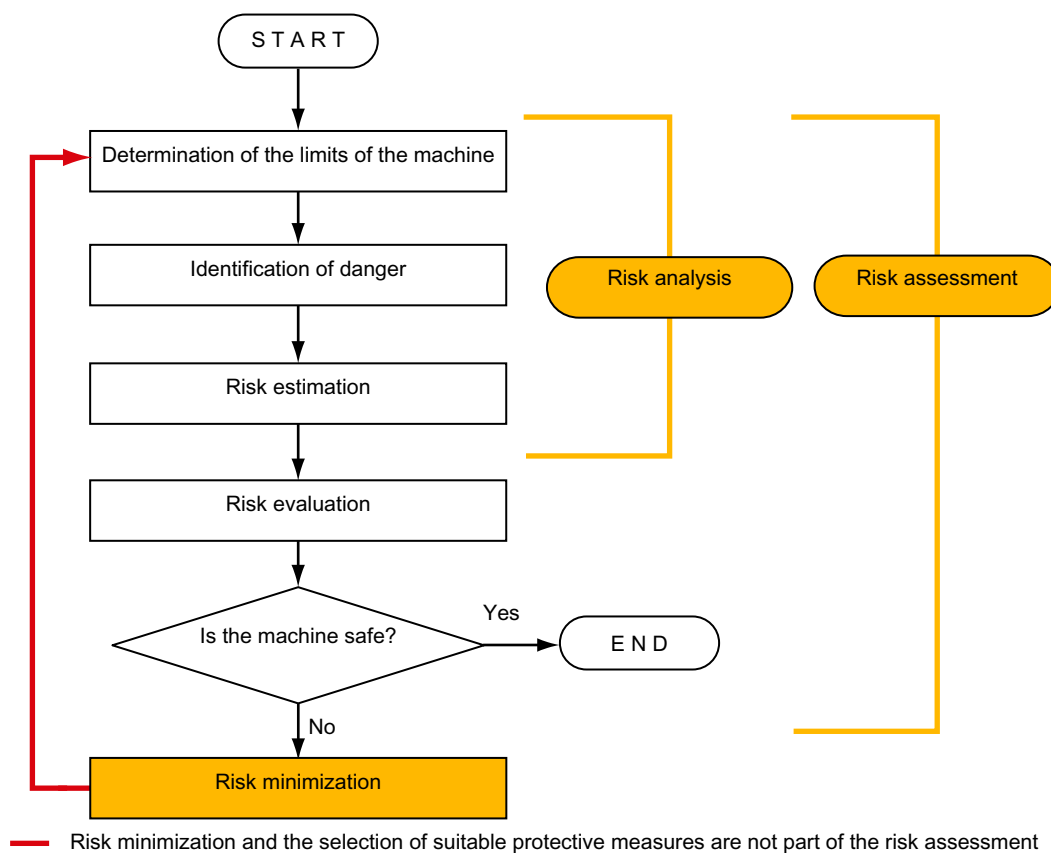 S T A R T
Determination of the limits of the machine
Identification of danger
Risk analysis
Risk assessment
Risk estimation
Risk evaluation
Is the machine safe?
Yes
E N D
No
Risk minimization
Risk minimization and the selection of suitable protective measures are not part of the risk assessment